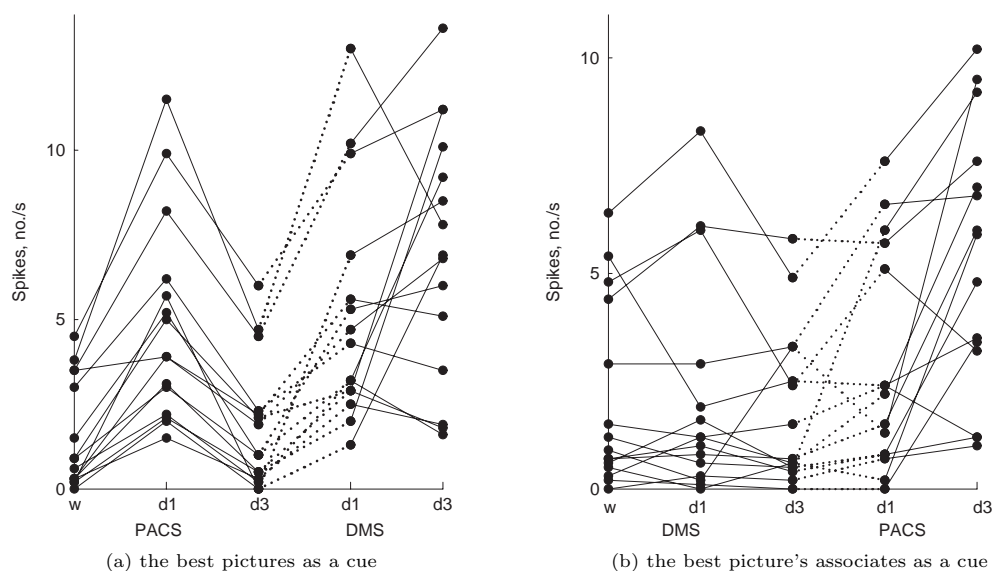 Spikes, no./s
10
5
0
w d1 d3 d1 d3
PACS DMS
(a) the best pictures as a cue
Spikes, no./s
10
5
0
w d1 d3 d1 d3
DMS PACS
(b) the best picture's associates as a cue